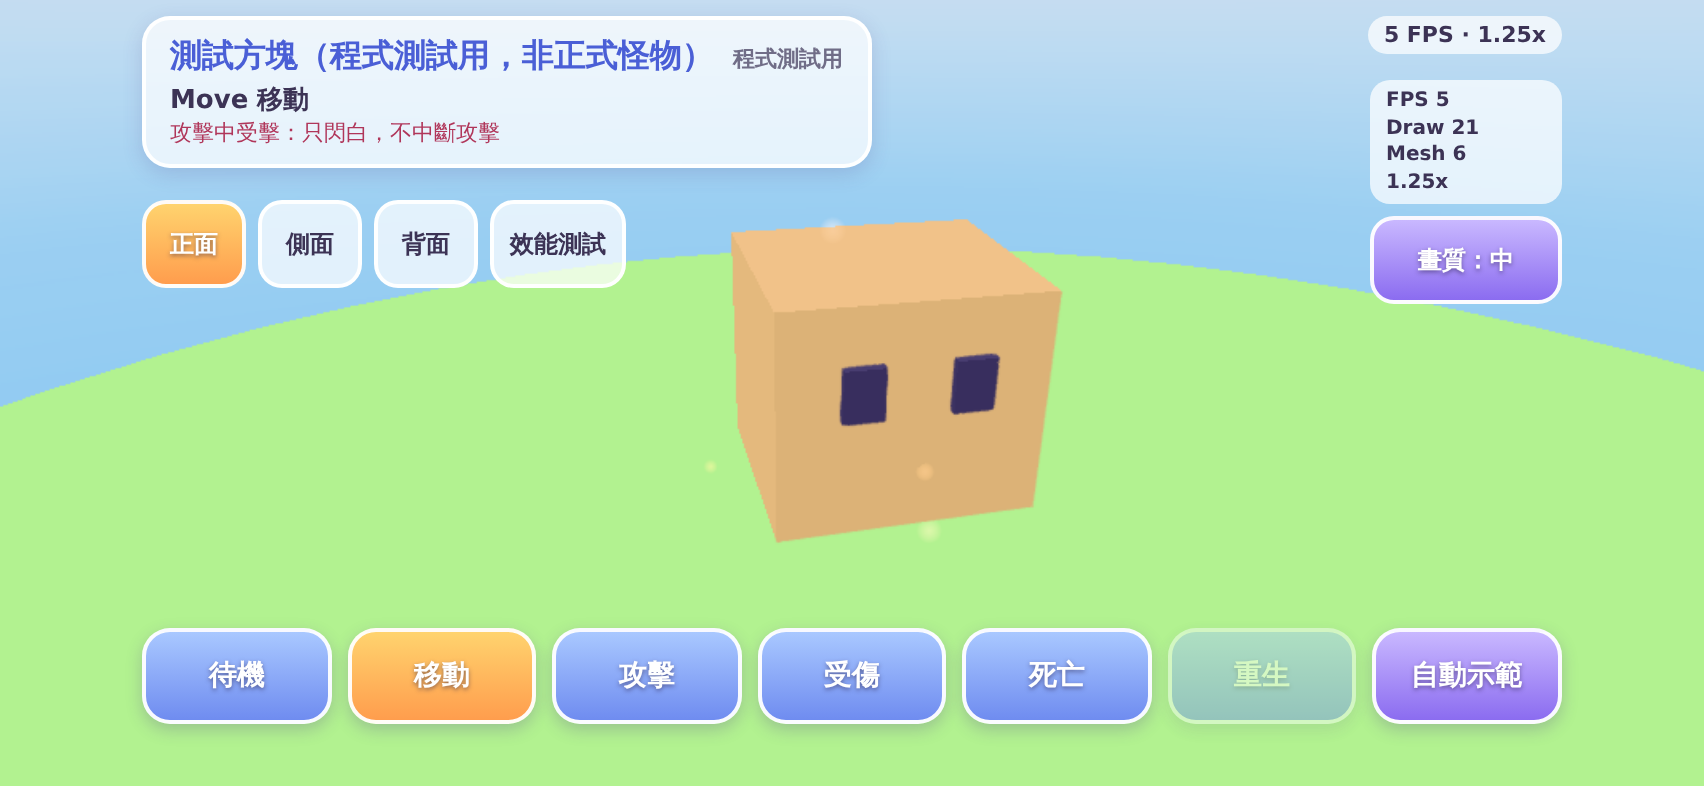 測試方塊（程式測試用，非正式怪物） 程式測試用
Move 移動
攻擊中受擊：只閃白，不中斷攻擊
5 FPS · 1.25x
FPS 5
Draw 21
Mesh 6
1.25x
正面
側面
背面
效能測試
畫質：中
待機
移動
攻擊
受傷
死亡
重生
自動示範